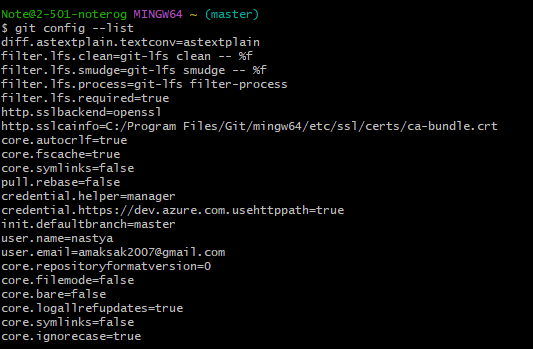 Note@2-501-noterog MINGW64 ~ (master)
$ git config --list
diff.astextplain.textconv=astextplain
filter.lfs.clean=git-lfs clean -- %f
filter.lfs.smudge=git-lfs smudge -- %f
filter.lfs.process=git-lfs filter-process
filter.lfs.required=true
http.sslbackend=openssl
http.sslcainfo=C:/Program Files/Git/mingw64/etc/ssl/certs/ca-bundle.crt
core.autocrlf=true
core.fscache=true
core.symlinks=false
pull.rebase=false
credential.helper=manager
credential.https://dev.azure.com.usehttppath=true
init.defaultbranch=master
user.name=nastya
user.email=amaksak2007@gmail.com
core.repositoryformatversion=0
core.filemode=false
core.bare=false
core.logallrefupdates=true
core.symlinks=false
core.ignorecase=true